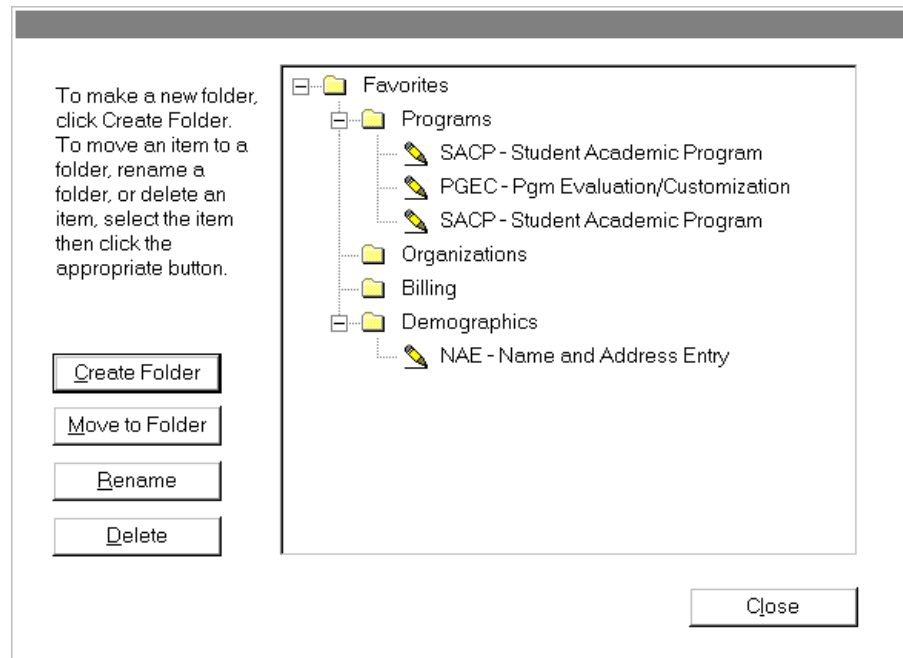 To make a new folder,
click Create Folder.
To move an item to a
folder, rename a
folder, or delete an
item, select the item
then click the
appropriate button.
Favorites
Programs
SACP - Student Academic Program
PGEC - Pgm Evaluation/Customization
SACP - Student Academic Program
Organizations
Billing
Demographics
NAE - Name and Address Entry
Create Folder
Move to Folder
Rename
Delete
Close